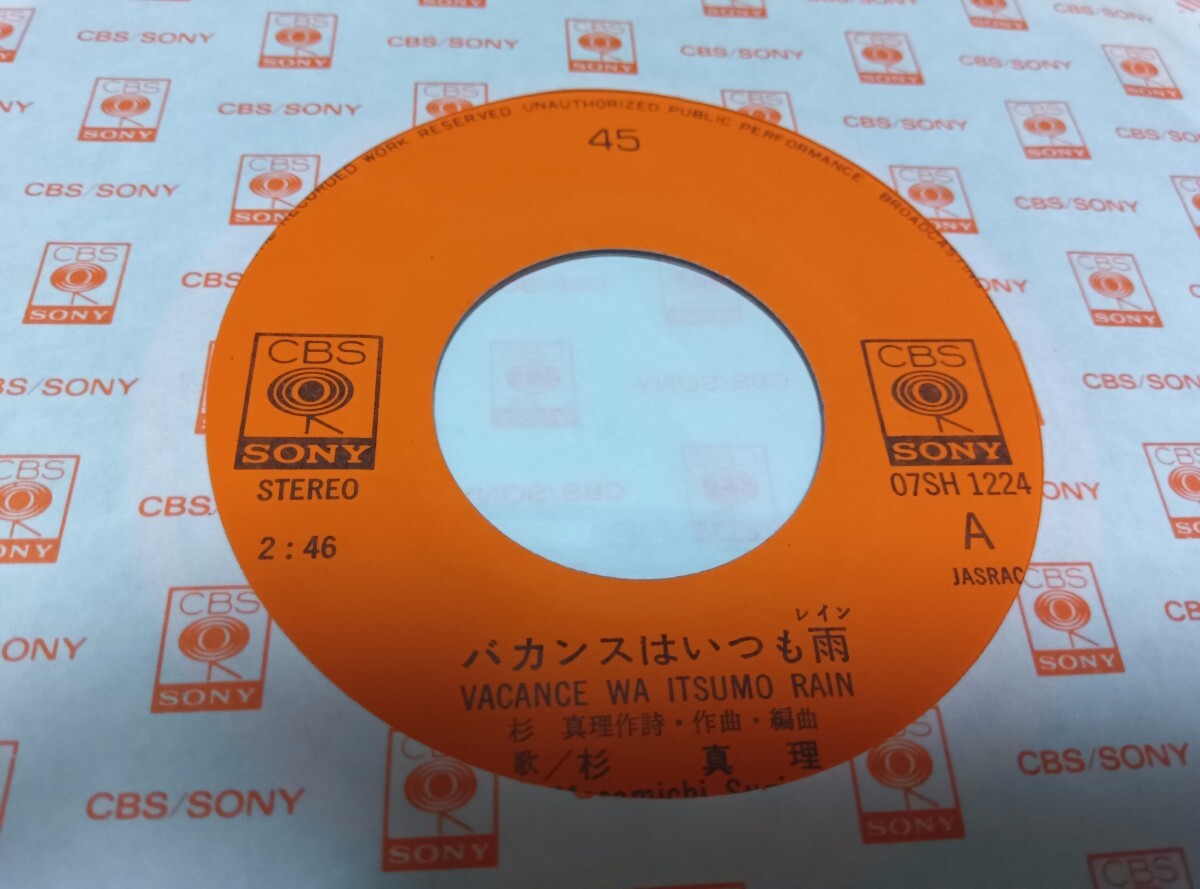 RECORDED WORK RESERVED UNAUTHORIZED PUBLIC PERFORMANCE BROADCASTING
45
CBS
SONY
STEREO
2:46
CBS
SONY
07SH 1224
A
JASRAC
レイン
バカンスはいつも雨
VACANCE WA ITSUMO RAIN
杉 真理作詩・作曲・編曲
歌/杉 真理
Masamichi Sugi
CBS/SONY
CBS
SONY